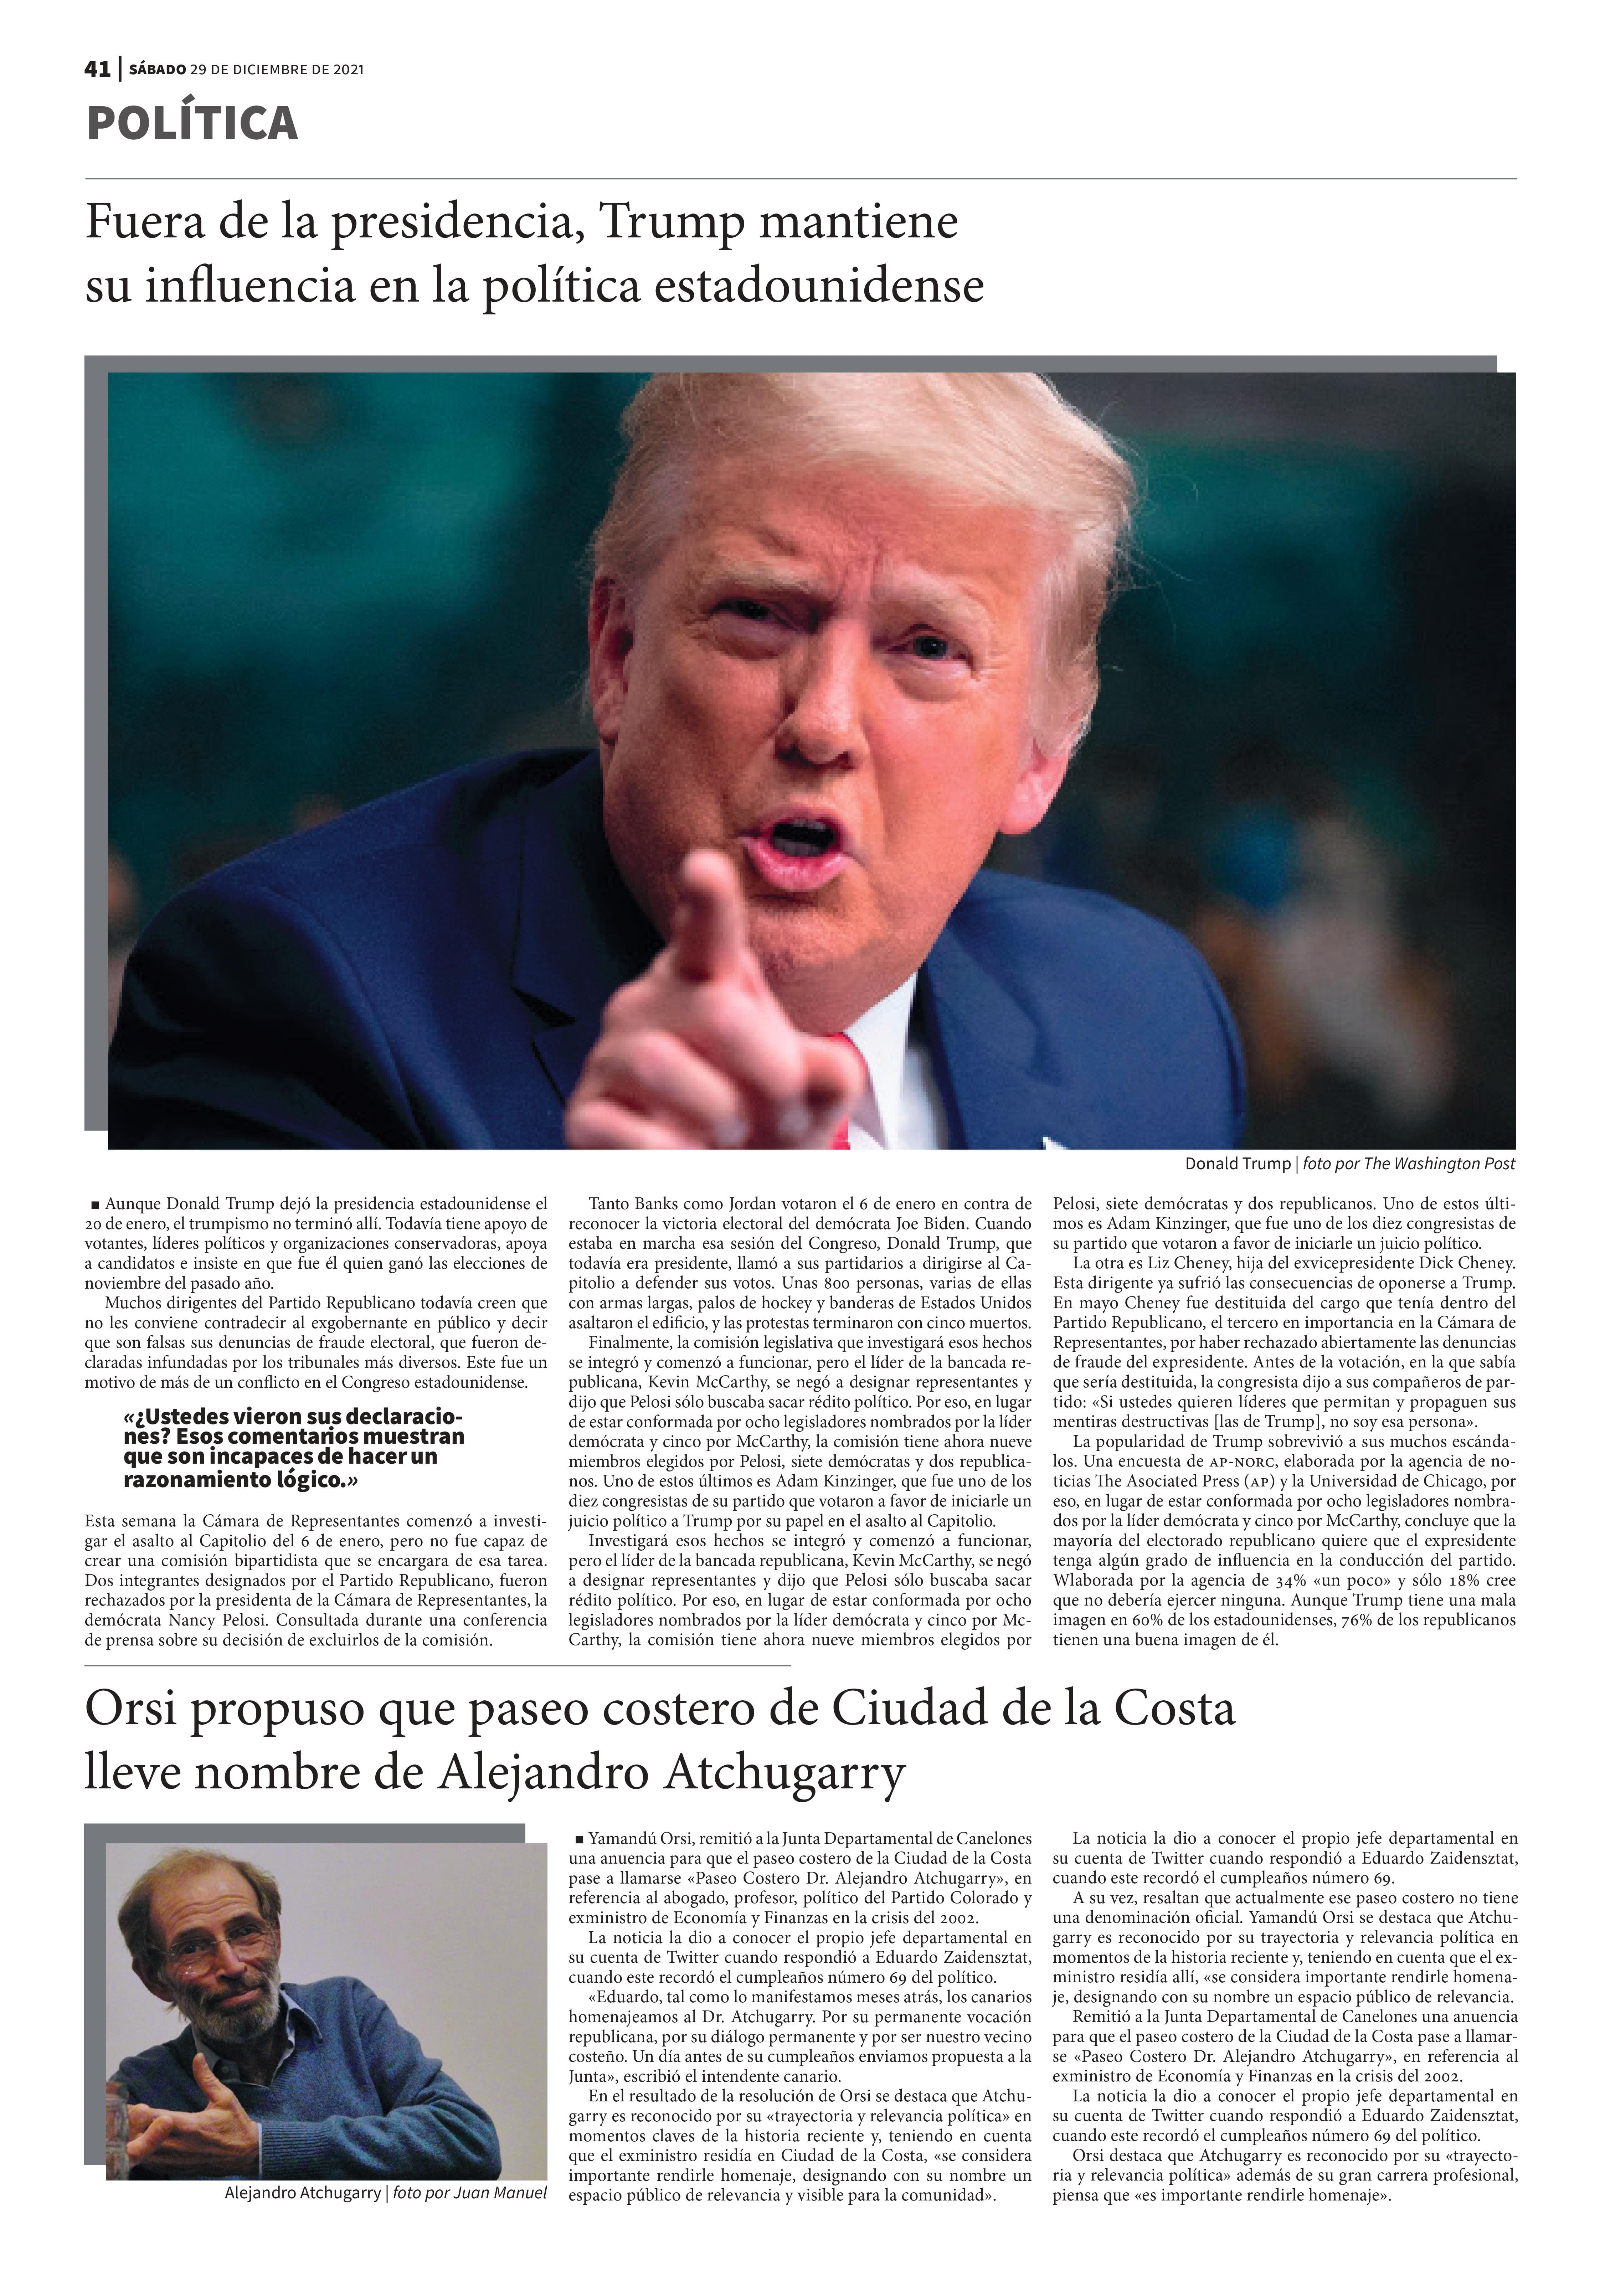 41 | SÁBADO 29 DE DICIEMBRE DE 2021
POLÍTICA
Fuera de la presidencia, Trump mantiene
su influencia en la política estadounidense
Donald Trump | foto por The Washington Post
▪ Aunque Donald Trump dejó la presidencia estadounidense el
20 de enero, el trumpismo no terminó allí. Todavía tiene apoyo de
votantes, líderes políticos y organizaciones conservadoras, apoya
a candidatos e insiste en que fue él quien ganó las elecciones de
noviembre del pasado año.
Muchos dirigentes del Partido Republicano todavía creen que
no les conviene contradecir al exgobernante en público y decir
que son falsas sus denuncias de fraude electoral, que fueron de-
claradas infundadas por los tribunales más diversos. Este fue un
motivo de más de un conflicto en el Congreso estadounidense.
«¿Ustedes vieron sus declaracio-
nes? Esos comentarios muestran
que son incapaces de hacer un
razonamiento lógico.»
Esta semana la Cámara de Representantes comenzó a investi-
gar el asalto al Capitolio del 6 de enero, pero no fue capaz de
crear una comisión bipartidista que se encargara de esa tarea.
Dos integrantes designados por el Partido Republicano, fueron
rechazados por la presidenta de la Cámara de Representantes, la
demócrata Nancy Pelosi. Consultada durante una conferencia
de prensa sobre su decisión de excluirlos de la comisión.
Tanto Banks como Jordan votaron el 6 de enero en contra de
reconocer la victoria electoral del demócrata Joe Biden. Cuando
estaba en marcha esa sesión del Congreso, Donald Trump, que
todavía era presidente, llamó a sus partidarios a dirigirse al Ca-
pitolio a defender sus votos. Unas 800 personas, varias de ellas
con armas largas, palos de hockey y banderas de Estados Unidos
asaltaron el edificio, y las protestas terminaron con cinco muertos.
Finalmente, la comisión legislativa que investigará esos hechos
se integró y comenzó a funcionar, pero el líder de la bancada re-
publicana, Kevin McCarthy, se negó a designar representantes y
dijo que Pelosi sólo buscaba sacar rédito político. Por eso, en lugar
de estar conformada por ocho legisladores nombrados por la líder
demócrata y cinco por McCarthy, la comisión tiene ahora nueve
miembros elegidos por Pelosi, siete demócratas y dos republica-
nos. Uno de estos últimos es Adam Kinzinger, que fue uno de los
diez congresistas de su partido que votaron a favor de iniciarle un
juicio político a Trump por su papel en el asalto al Capitolio.
Investigará esos hechos se integró y comenzó a funcionar,
pero el líder de la bancada republicana, Kevin McCarthy, se negó
a designar representantes y dijo que Pelosi sólo buscaba sacar
rédito político. Por eso, en lugar de estar conformada por ocho
legisladores nombrados por la líder demócrata y cinco por Mc-
Carthy, la comisión tiene ahora nueve miembros elegidos por
Pelosi, siete demócratas y dos republicanos. Uno de estos últi-
mos es Adam Kinzinger, que fue uno de los diez congresistas de
su partido que votaron a favor de iniciarle un juicio político.
La otra es Liz Cheney, hija del exvicepresidente Dick Cheney.
Esta dirigente ya sufrió las consecuencias de oponerse a Trump.
En mayo Cheney fue destituida del cargo que tenía dentro del
Partido Republicano, el tercero en importancia en la Cámara de
Representantes, por haber rechazado abiertamente las denuncias
de fraude del expresidente. Antes de la votación, en la que sabía
que sería destituida, la congresista dijo a sus compañeros de par-
tido: «Si ustedes quieren líderes que permitan y propaguen sus
mentiras destructivas [las de Trump], no soy esa persona».
La popularidad de Trump sobrevivió a sus muchos escánda-
los. Una encuesta de AP-NORC, elaborada por la agencia de no-
ticias The Asociated Press (AP) y la Universidad de Chicago, por
eso, en lugar de estar conformada por ocho legisladores nombra-
dos por la líder demócrata y cinco por McCarthy, concluye que la
mayoría del electorado republicano quiere que el expresidente
tenga algún grado de influencia en la conducción del partido.
Wlaborada por la agencia de 34% «un poco» y sólo 18% cree
que no debería ejercer ninguna. Aunque Trump tiene una mala
imagen en 60% de los estadounidenses, 76% de los republicanos
tienen una buena imagen de él.
Orsi propuso que paseo costero de Ciudad de la Costa
lleve nombre de Alejandro Atchugarry
Alejandro Atchugarry | foto por Juan Manuel
▪ Yamandú Orsi, remitió a la Junta Departamental de Canelones
una anuencia para que el paseo costero de la Ciudad de la Costa
pase a llamarse «Paseo Costero Dr. Alejandro Atchugarry», en
referencia al abogado, profesor, político del Partido Colorado y
exministro de Economía y Finanzas en la crisis del 2002.
La noticia la dio a conocer el propio jefe departamental en
su cuenta de Twitter cuando respondió a Eduardo Zaidensztat,
cuando este recordó el cumpleaños número 69 del político.
«Eduardo, tal como lo manifestamos meses atrás, los canarios
homenajeamos al Dr. Atchugarry. Por su permanente vocación
republicana, por su diálogo permanente y por ser nuestro vecino
costeño. Un día antes de su cumpleaños enviamos propuesta a la
Junta», escribió el intendente canario.
En el resultado de la resolución de Orsi se destaca que Atchu-
garry es reconocido por su «trayectoria y relevancia política» en
momentos claves de la historia reciente y, teniendo en cuenta
que el exministro residía en Ciudad de la Costa, «se considera
importante rendirle homenaje, designando con su nombre un
espacio público de relevancia y visible para la comunidad».
La noticia la dio a conocer el propio jefe departamental en
su cuenta de Twitter cuando respondió a Eduardo Zaidensztat,
cuando este recordó el cumpleaños número 69.
A su vez, resaltan que actualmente ese paseo costero no tiene
una denominación oficial. Yamandú Orsi se destaca que Atchu-
garry es reconocido por su trayectoria y relevancia política en
momentos de la historia reciente y, teniendo en cuenta que el ex-
ministro residía allí, «se considera importante rendirle homena-
je, designando con su nombre un espacio público de relevancia.
Remitió a la Junta Departamental de Canelones una anuencia
para que el paseo costero de la Ciudad de la Costa pase a llamar-
se «Paseo Costero Dr. Alejandro Atchugarry», en referencia al
exministro de Economía y Finanzas en la crisis del 2002.
La noticia la dio a conocer el propio jefe departamental en
su cuenta de Twitter cuando respondió a Eduardo Zaidensztat,
cuando este recordó el cumpleaños número 69 del político.
Orsi destaca que Atchugarry es reconocido por su «trayecto-
ria y relevancia política» además de su gran carrera profesional,
piensa que «es importante rendirle homenaje».